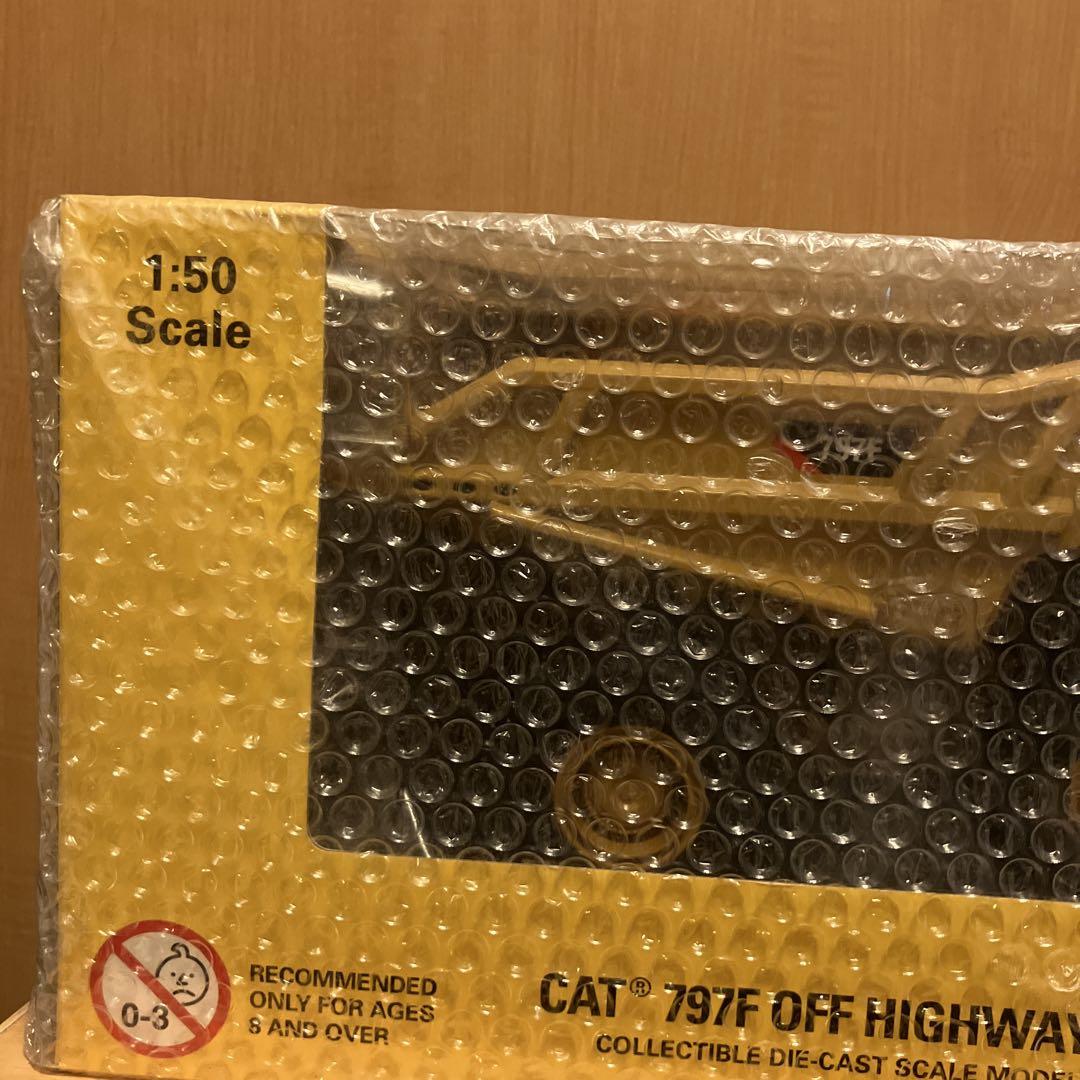 1:50
Scale
797F
0-3
RECOMMENDED
ONLY FOR AGES
8 AND OVER
CAT® 797F OFF HIGHWAY
COLLECTIBLE DIE-CAST SCALE MODEL